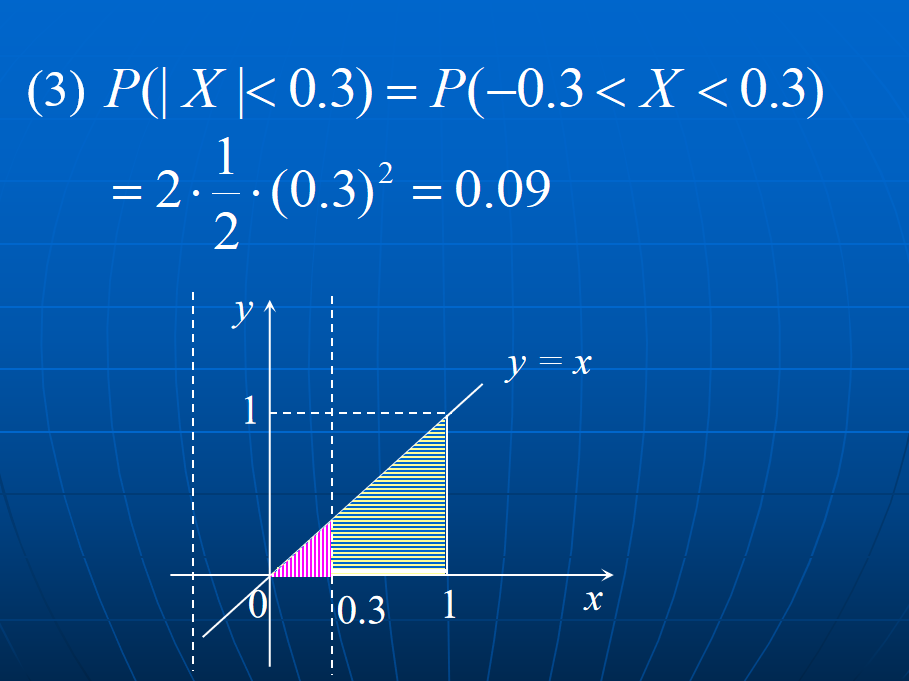 (3) P(| X |< 0.3) = P(−0.3 < X < 0.3)
= 2 · 1/2 · (0.3)² = 0.09
y
y = x
1
0
0.3
1
x